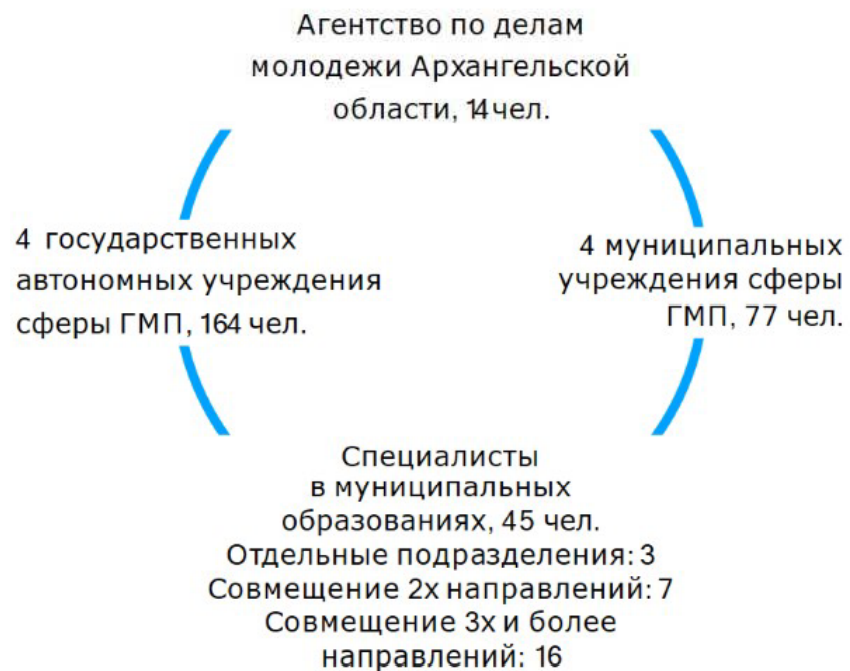 Агентство по делам
молодежи Архангельской
области, 14чел.
4 государственных
автономных учреждения
сферы ГМП, 164 чел.
4 муниципальных
учреждения сферы
ГМП, 77 чел.
Специалисты
в муниципальных
образованиях, 45 чел.
Отдельные подразделения: 3
Совмещение 2х направлений: 7
Совмещение 3х и более
направлений: 16